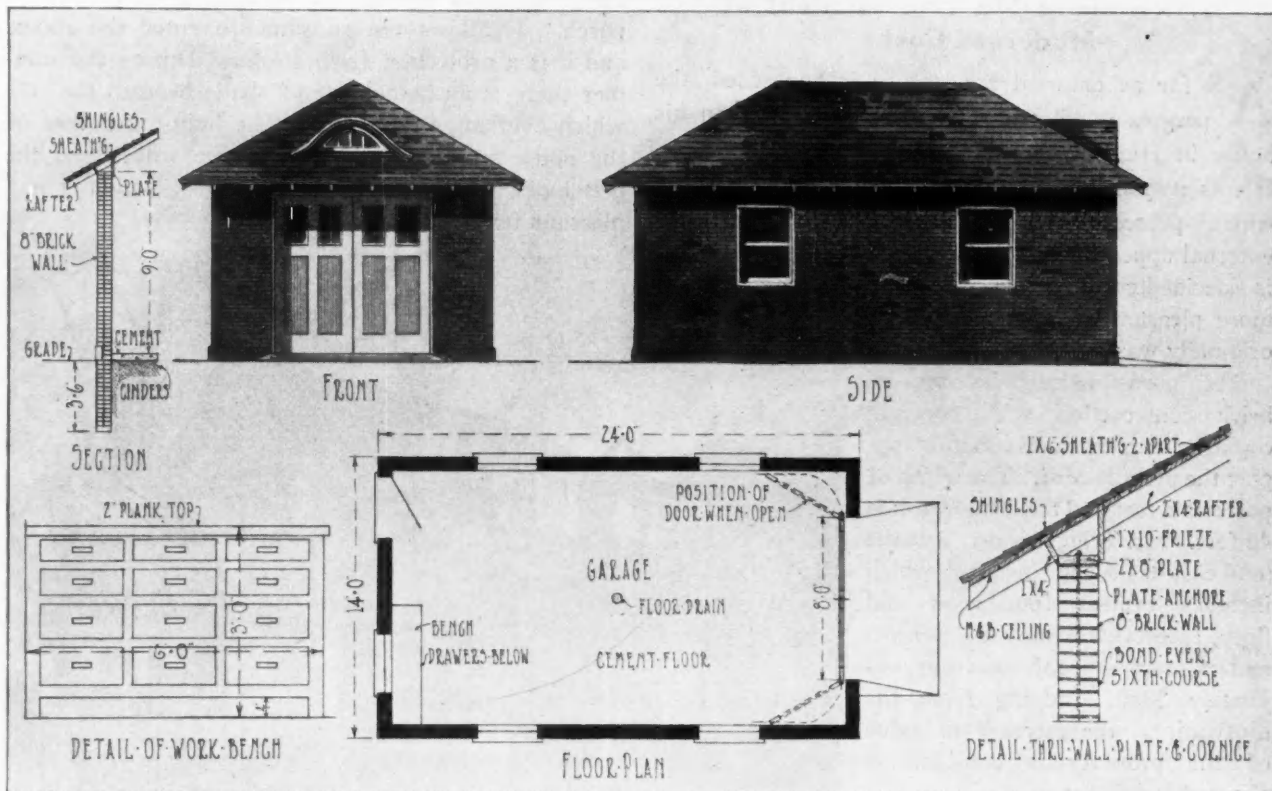 SHINGLES
SHEATH'G
PLATE
RAFTER
8" BRICK
WALL
9'-0"
GRADE
CEMENT
CINDERS
3'-6"
SECTION
FRONT
SIDE
2" PLANK TOP
3'-0"
6'-0"
DETAIL·OF·WORK·BENCH
24'-0"
14'-0"
8'-0"
POSITION·OF
DOOR·WHEN·OPEN
GARAGE
FLOOR·DRAIN
BENCH
DRAWERS·BELOW
CEMENT·FLOOR
FLOOR·PLAN
1X6·SHEATH'G·2"·APART
SHINGLES
2X4·RAFTER
1X10·FRIEZE
2X8·PLATE
1X4
PLATE·ANCHORE
M&B·CEILING
8" BRICK·WALL
BOND·EVERY
SIXTH·COURSE
DETAIL·THRU·WALL·PLATE·&·CORNICE